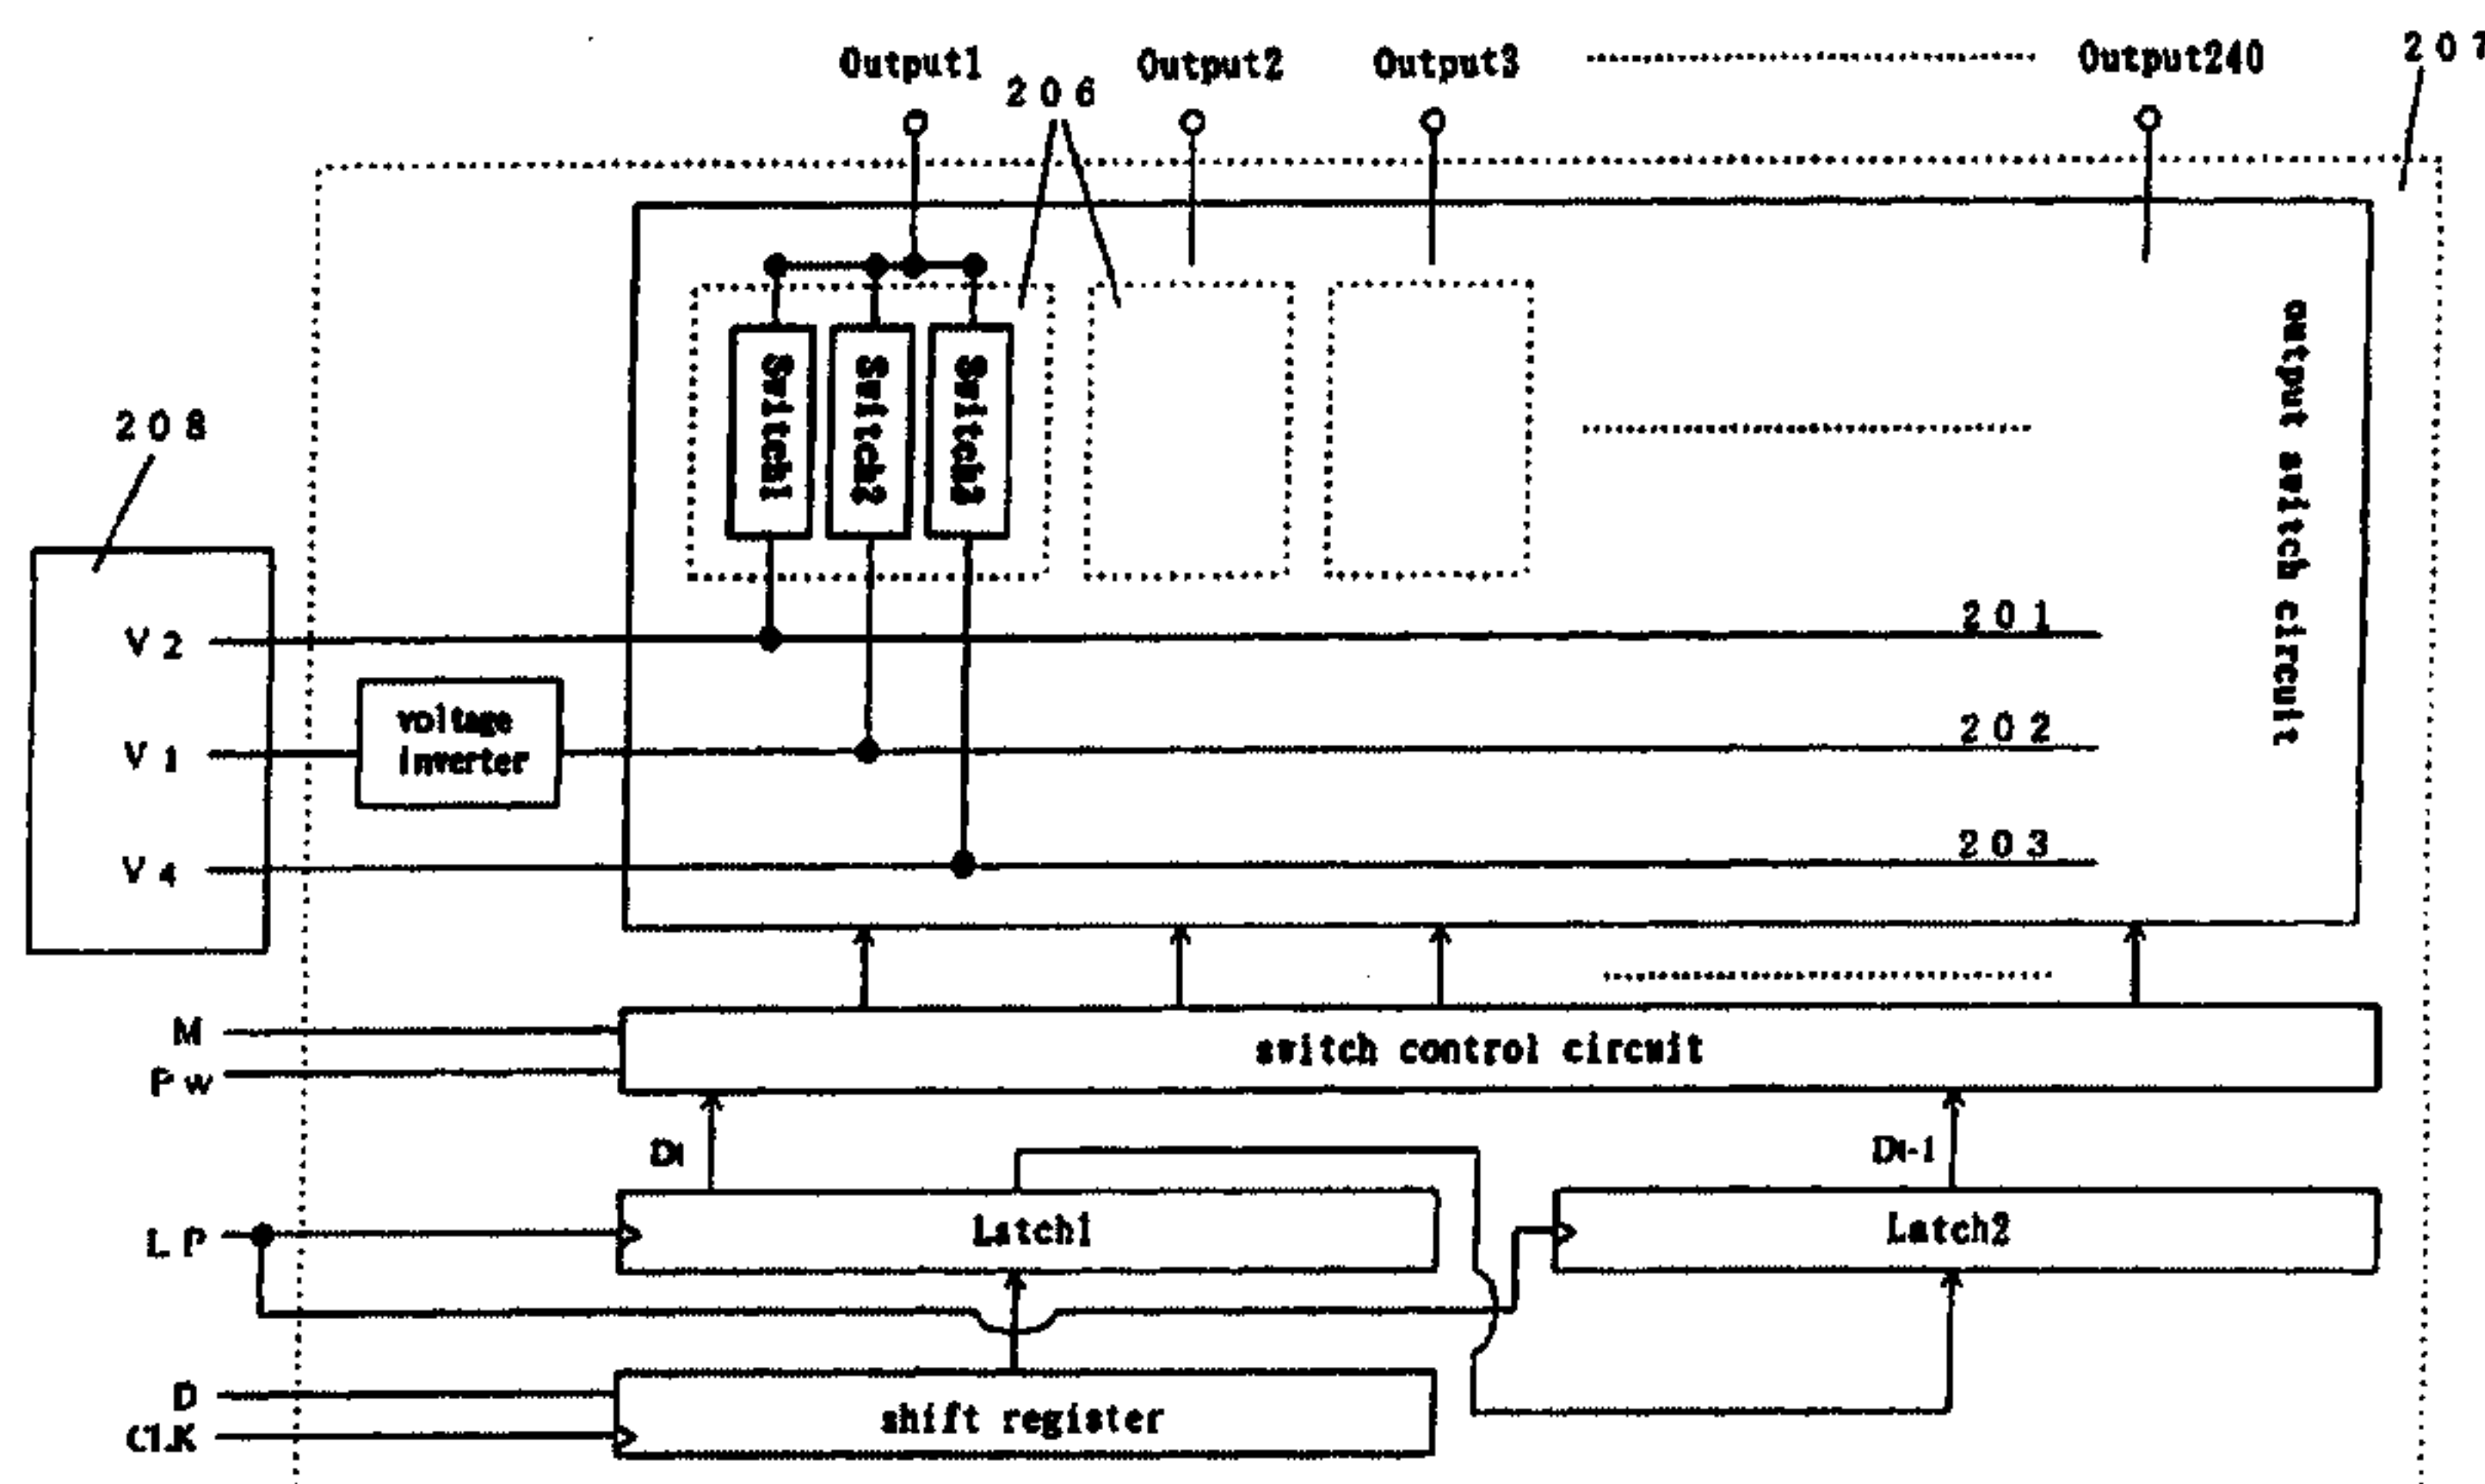 Output1
Output2
Output3
Output240
207
206
Switch1
Switch2
Switch3
output switch circuit
208
V2
201
voltage
inverter
V1
202
V4
203
M
Pw
switch control circuit
Di
Di-1
LP
Latch1
Latch2
D
CLK
shift register